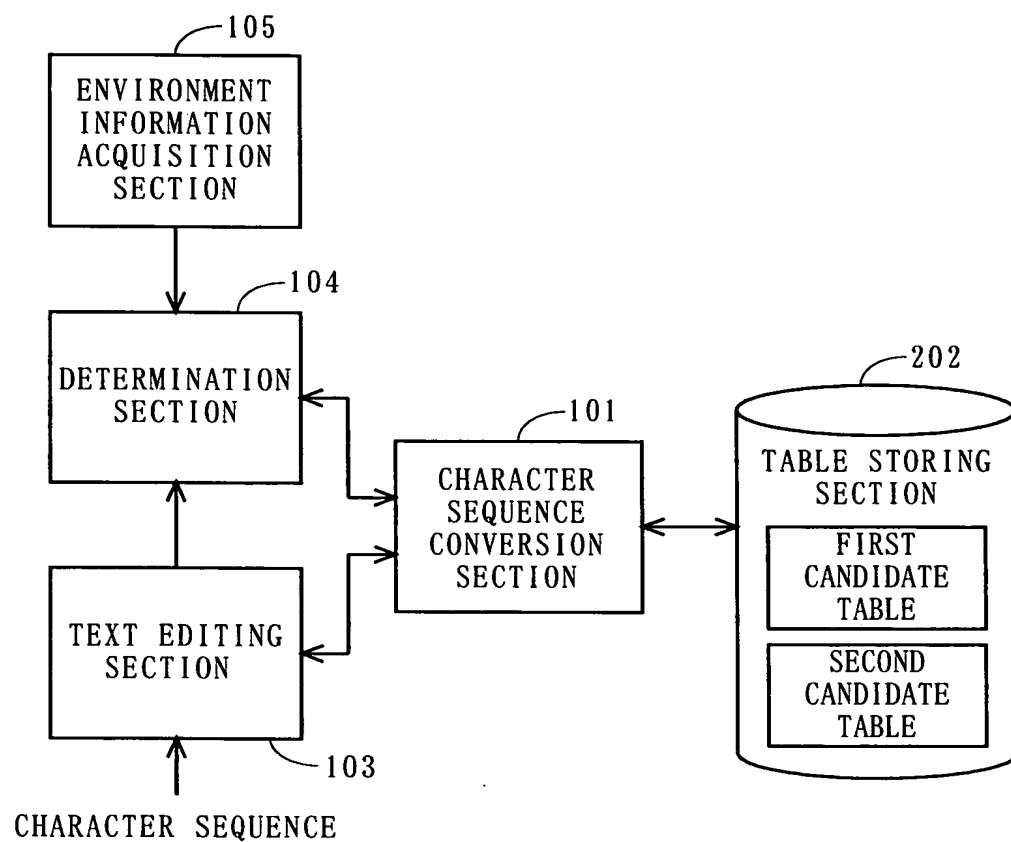 105
ENVIRONMENT
INFORMATION
ACQUISITION
SECTION
104
DETERMINATION
SECTION
101
CHARACTER
SEQUENCE
CONVERSION
SECTION
202
TABLE STORING
SECTION
FIRST
CANDIDATE
TABLE
SECOND
CANDIDATE
TABLE
TEXT EDITING
SECTION
103
CHARACTER SEQUENCE